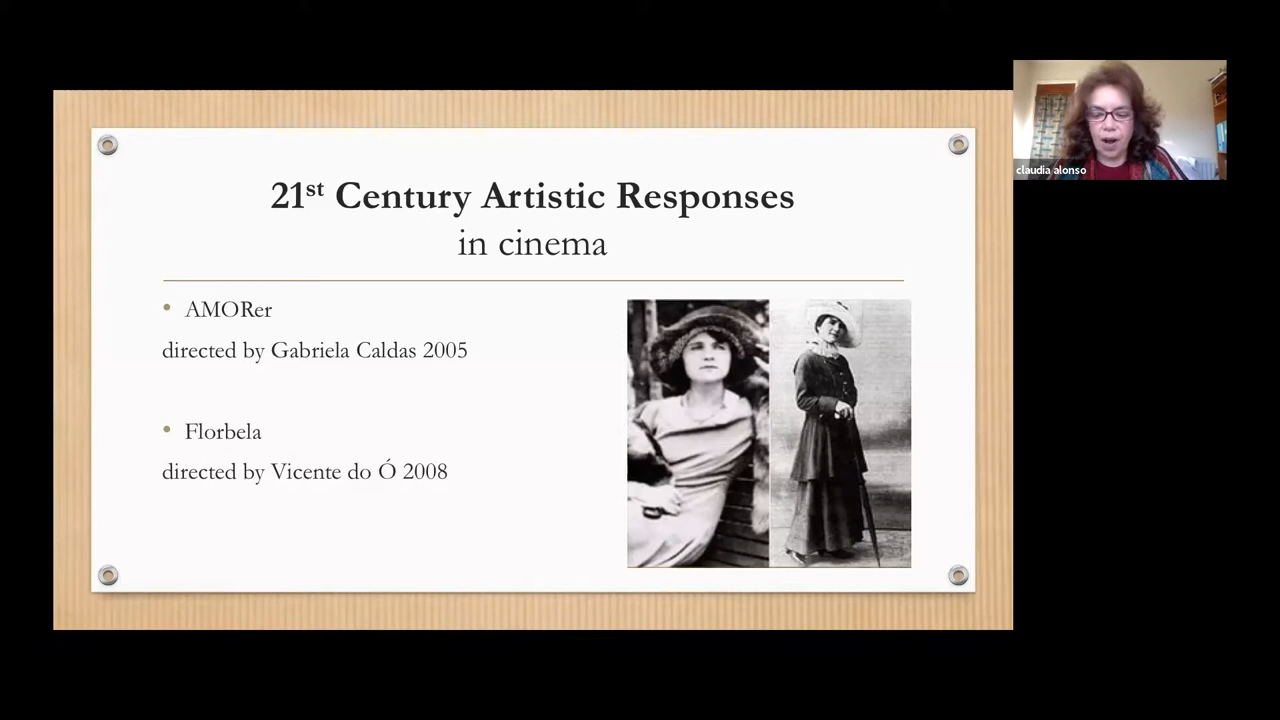 21st Century Artistic Responses
in cinema
AMORer
directed by Gabriela Caldas 2005
Florbela
directed by Vicente do Ó 2008
claudia alonso